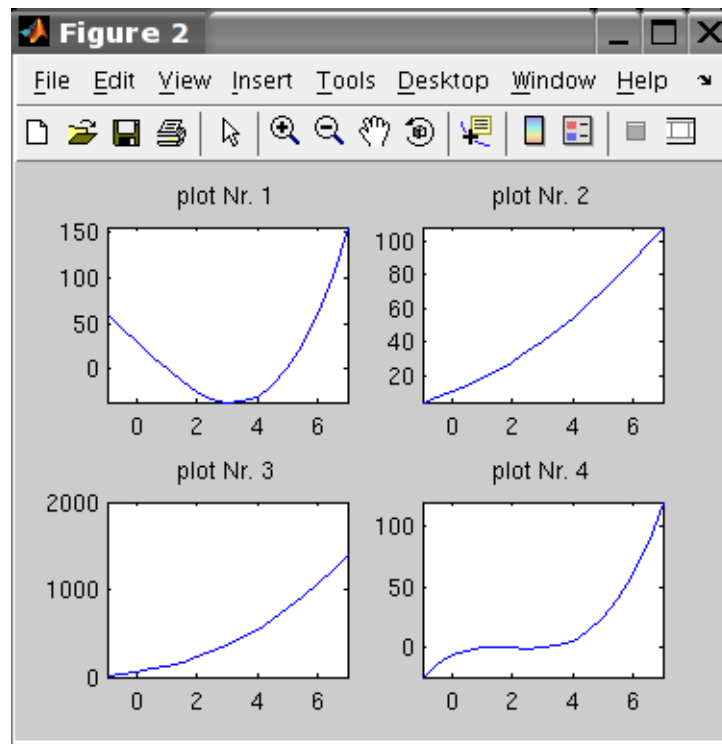 Figure 2
File Edit View Insert Tools Desktop Window Help
plot Nr. 1
150
100
50
0
0 2 4 6
plot Nr. 2
100
80
60
40
20
0 2 4 6
plot Nr. 3
2000
1000
0
0 2 4 6
plot Nr. 4
100
50
0
0 2 4 6